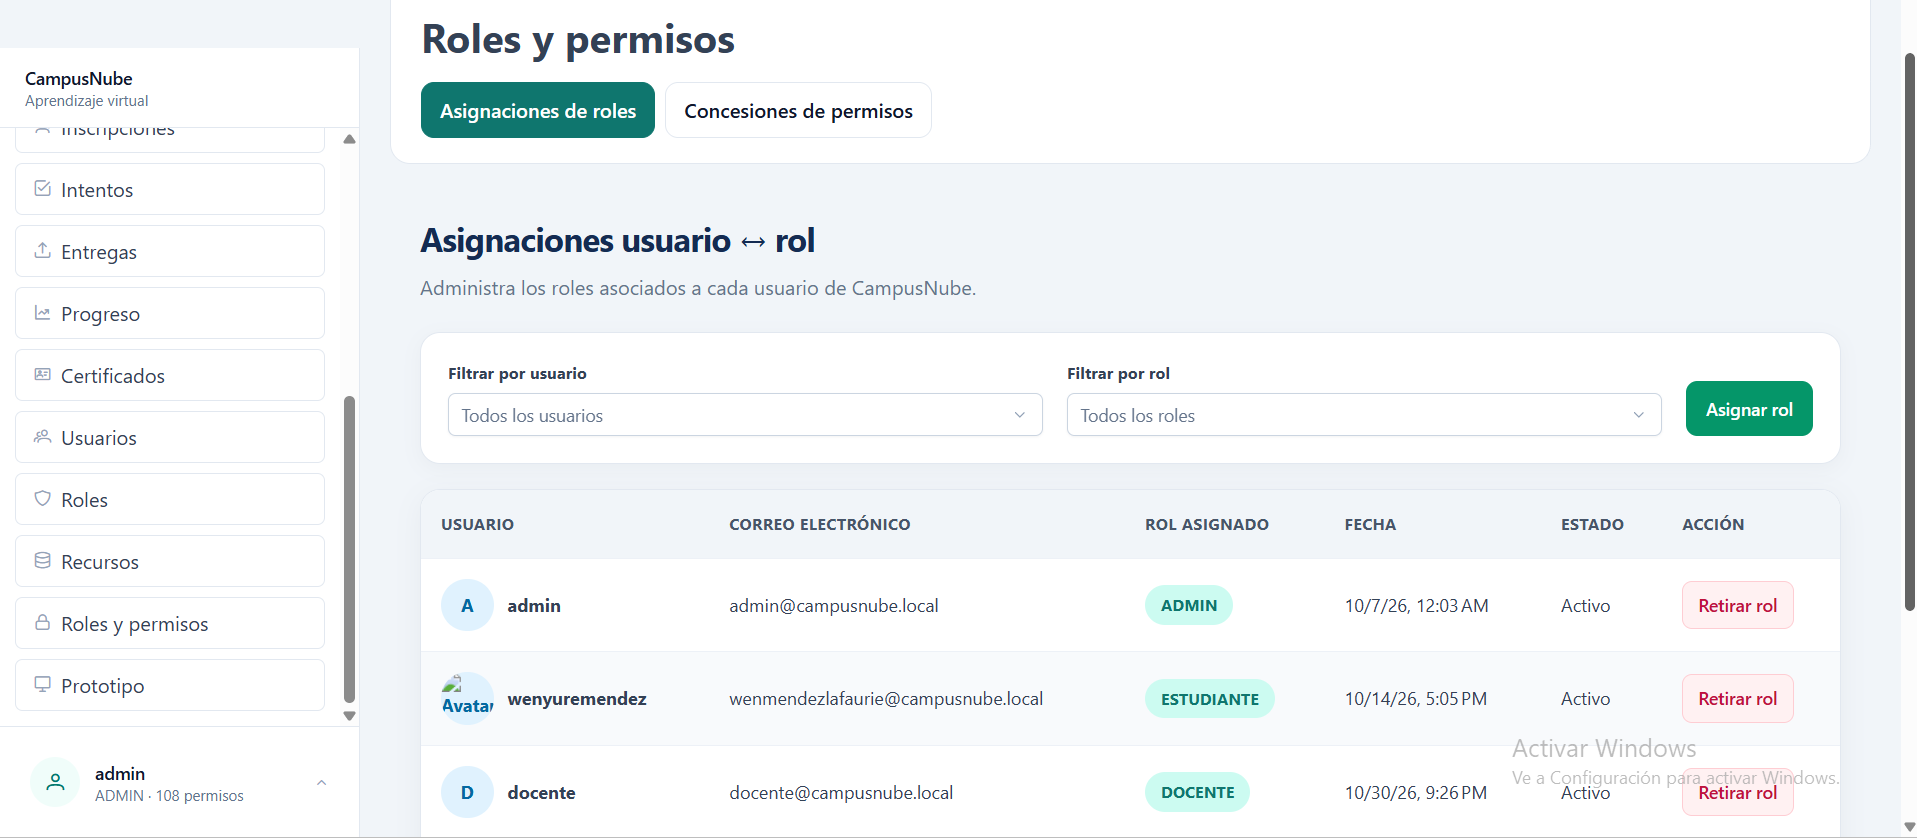 CampusNube
Aprendizaje virtual
Inscripciones
Intentos
Entregas
Progreso
Certificados
Usuarios
Roles
Recursos
Roles y permisos
Prototipo
admin
ADMIN · 108 permisos
Roles y permisos
Asignaciones de roles
Concesiones de permisos
Asignaciones usuario ↔ rol
Administra los roles asociados a cada usuario de CampusNube.
Filtrar por usuario
Todos los usuarios
Filtrar por rol
Todos los roles
Asignar rol
USUARIO CORREO ELECTRÓNICO ROL ASIGNADO FECHA ESTADO ACCIÓN
A admin admin@campusnube.local ADMIN 10/7/26, 12:03 AM Activo Retirar rol
Avatar wenyuremendez wenmendezlafaurie@campusnube.local ESTUDIANTE 10/14/26, 5:05 PM Activo Retirar rol
D docente docente@campusnube.local DOCENTE 10/30/26, 9:26 PM Activo Retirar rol
Activar Windows
Ve a Configuración para activar Windows.